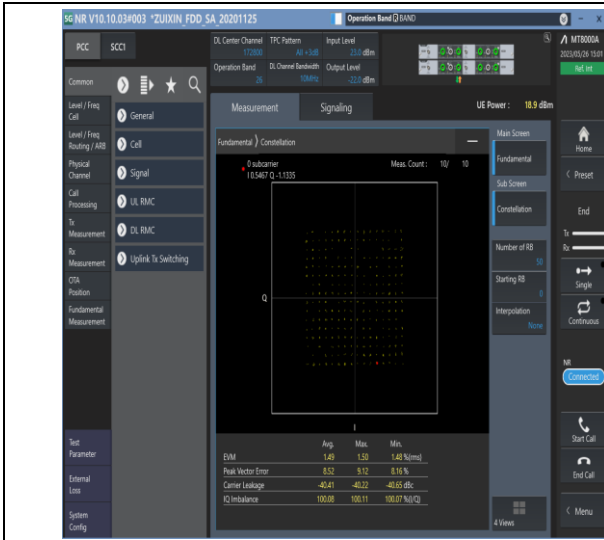 5G NR V10.10.03#003 *ZUIXIN_FDD_SA_20201125
Operation Band BAND
PCC
SCC1
DL Center Channel
172800
TPC Pattern
All +3dB
Input Level
25.0 dBm
Operation Band
26
DL Channel Bandwidth
10MHz
Output Level
-22.0 dBm
MT8000A
2023/05/26 15:01
Ref. Int
Common
Level / Freq
Cell
Level / Freq
Routing / ARB
Physical
Channel
Call
Processing
Tx
Measurement
Rx
Measurement
OTA
Position
Fundamental
Measurement
Test
Parameter
External
Loss
System
Config
General
Cell
Signal
UL RMC
DL RMC
Uplink Tx Switching
Measurement
Signaling
UE Power : 18.9 dBm
Fundamental 》Constellation
0 subcarrier
I 0.5467 Q -1.1335
Meas. Count : 10/ 10
Q
I
Avg. Max. Min.
EVM 1.49 1.50 1.48 %(rms)
Peak Vector Error 8.52 9.12 8.16 %
Carrier Leakage -40.41 -40.22 -40.65 dBc
IQ Imbalance 100.08 100.11 100.07 %(I/Q)
Main Screen
Fundamental
Sub Screen
Constellation
Number of RB
50
Starting RB
0
Interpolation
None
4 Views
Home
Preset
End
Tx
Rx
Single
Continuous
NR
Connected
Start Call
End Call
Menu